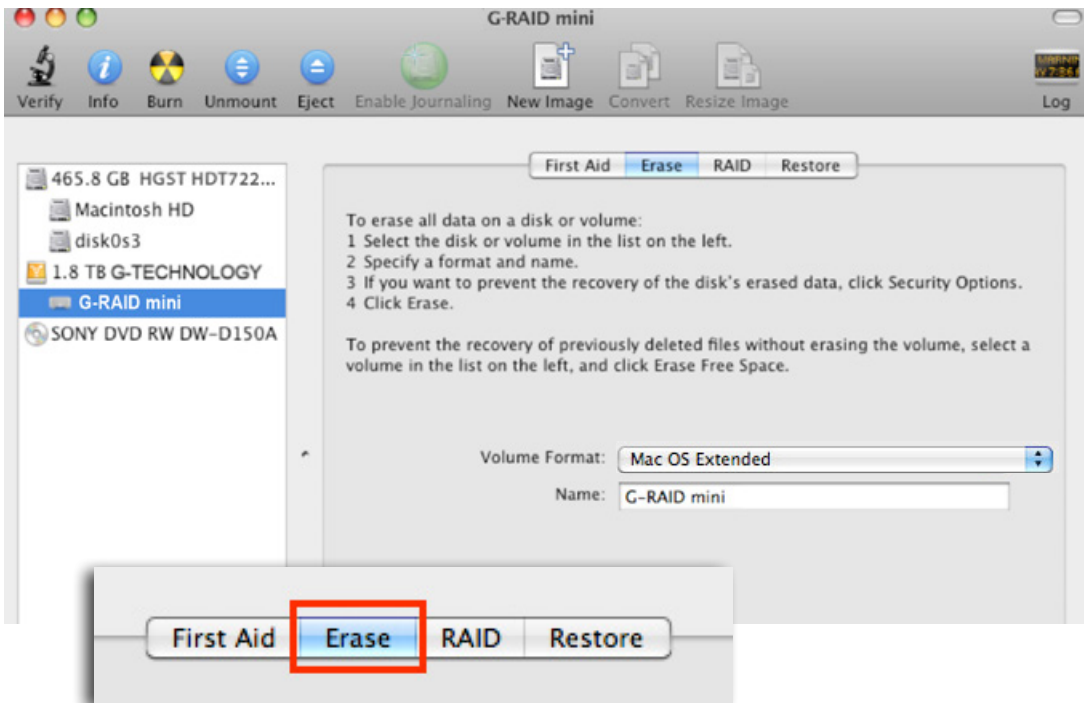 G-RAID mini
Verify Info Burn Unmount Eject Enable Journaling New Image Convert Resize Image Log
First Aid Erase RAID Restore
465.8 GB HGST HDT722...
Macintosh HD
disk0s3
1.8 TB G-TECHNOLOGY
G-RAID mini
SONY DVD RW DW-D150A
To erase all data on a disk or volume:
1 Select the disk or volume in the list on the left.
2 Specify a format and name.
3 If you want to prevent the recovery of the disk's erased data, click Security Options.
4 Click Erase.
To prevent the recovery of previously deleted files without erasing the volume, select a
volume in the list on the left, and click Erase Free Space.
Volume Format: Mac OS Extended
Name: G-RAID mini
First Aid Erase RAID Restore